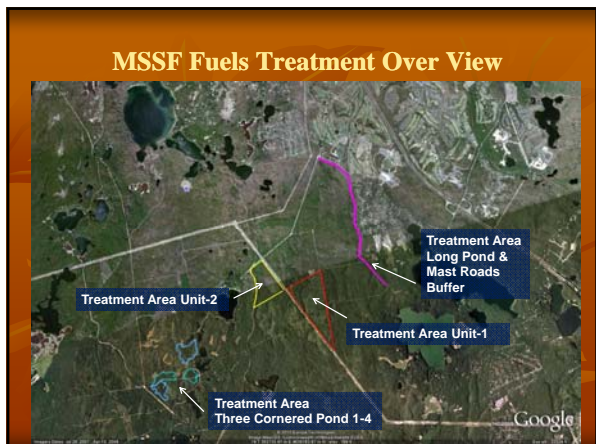 MSSF Fuels Treatment Over View
Treatment Area
Long Pond &
Mast Roads
Buffer
Treatment Area Unit-2
Treatment Area Unit-1
Treatment Area
Three Cornered Pond 1-4
Google